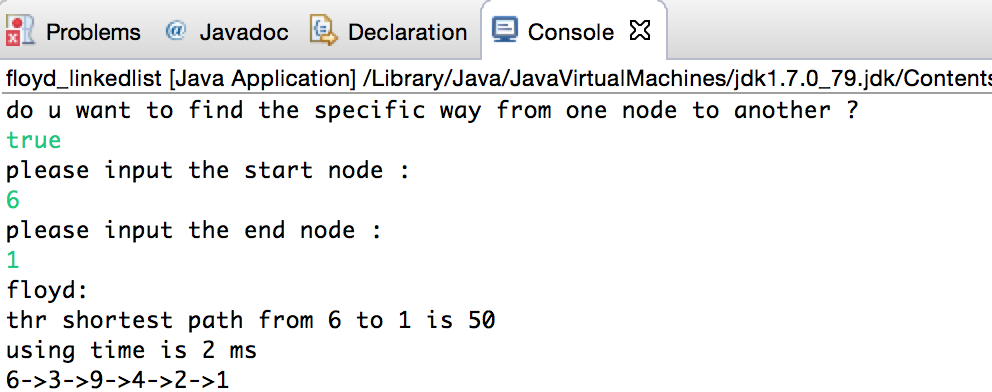 Problems @ Javadoc Declaration Console
floyd_linkedlist [Java Application] /Library/Java/JavaVirtualMachines/jdk1.7.0_79.jdk/Contents
do u want to find the specific way from one node to another ?
true
please input the start node :
6
please input the end node :
1
floyd:
thr shortest path from 6 to 1 is 50
using time is 2 ms
6->3->9->4->2->1